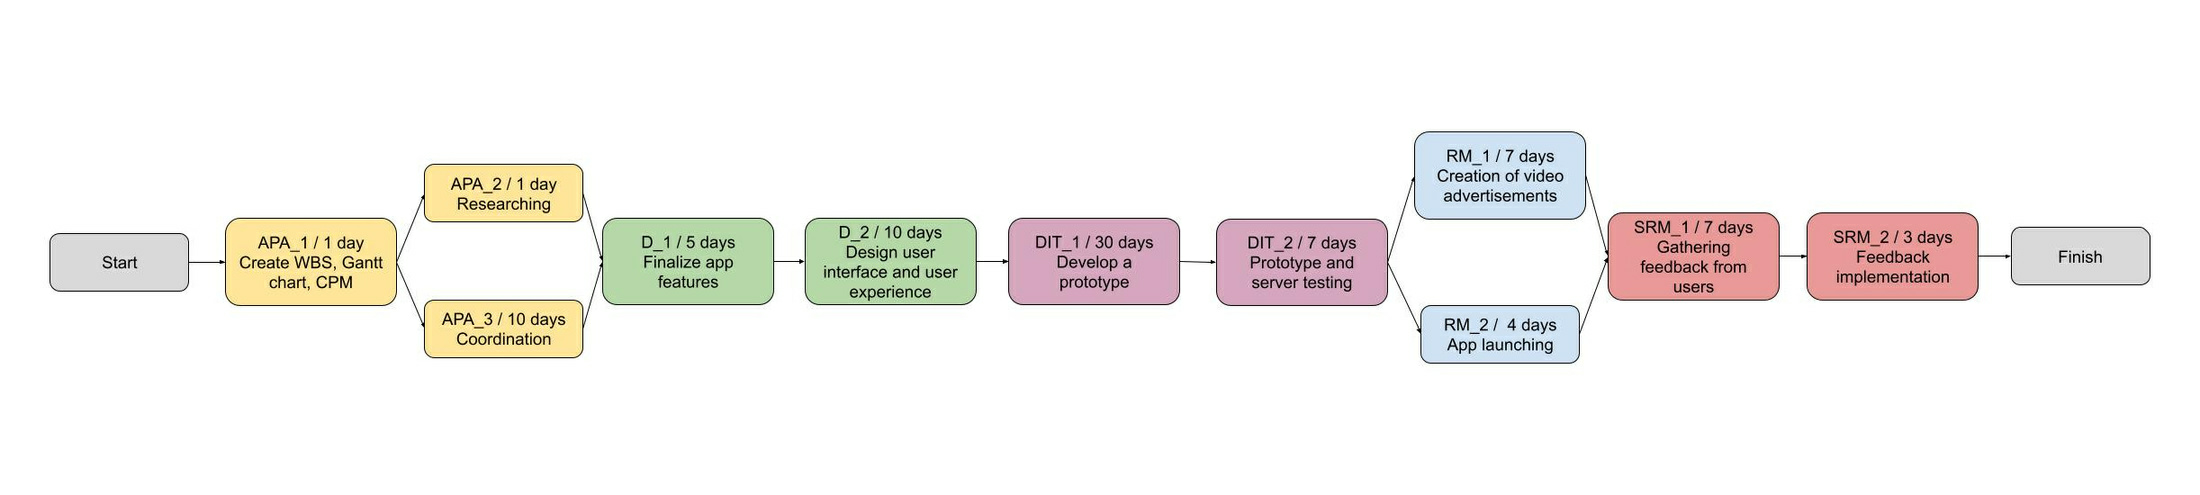 Start
APA_1 / 1 day
Create WBS, Gantt
chart, CPM
APA_2 / 1 day
Researching
APA_3 / 10 days
Coordination
D_1 / 5 days
Finalize app
features
D_2 / 10 days
Design user
interface and user
experience
DIT_1 / 30 days
Develop a
prototype
DIT_2 / 7 days
Prototype and
server testing
RM_1 / 7 days
Creation of video
advertisements
RM_2 /  4 days
App launching
SRM_1 / 7 days
Gathering
feedback from
users
SRM_2 / 3 days
Feedback
implementation
Finish